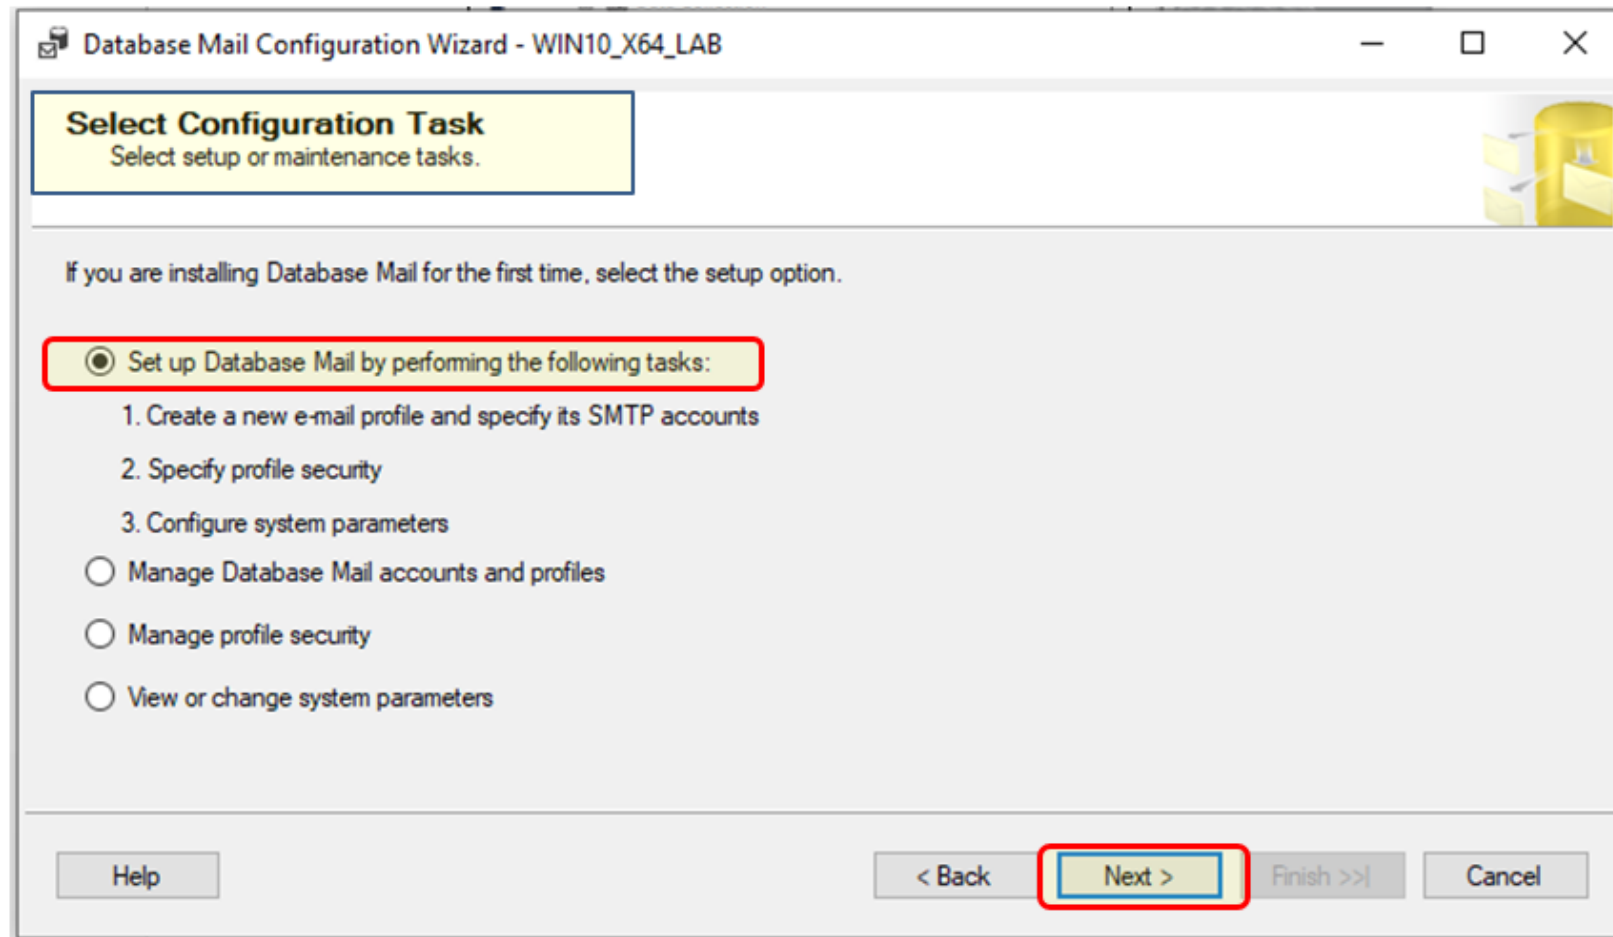 Database Mail Configuration Wizard - WIN10_X64_LAB
Select Configuration Task
Select setup or maintenance tasks.
If you are installing Database Mail for the first time, select the setup option.
Set up Database Mail by performing the following tasks:
1. Create a new e-mail profile and specify its SMTP accounts
2. Specify profile security
3. Configure system parameters
Manage Database Mail accounts and profiles
Manage profile security
View or change system parameters
Help
< Back
Next >
Finish >>|
Cancel